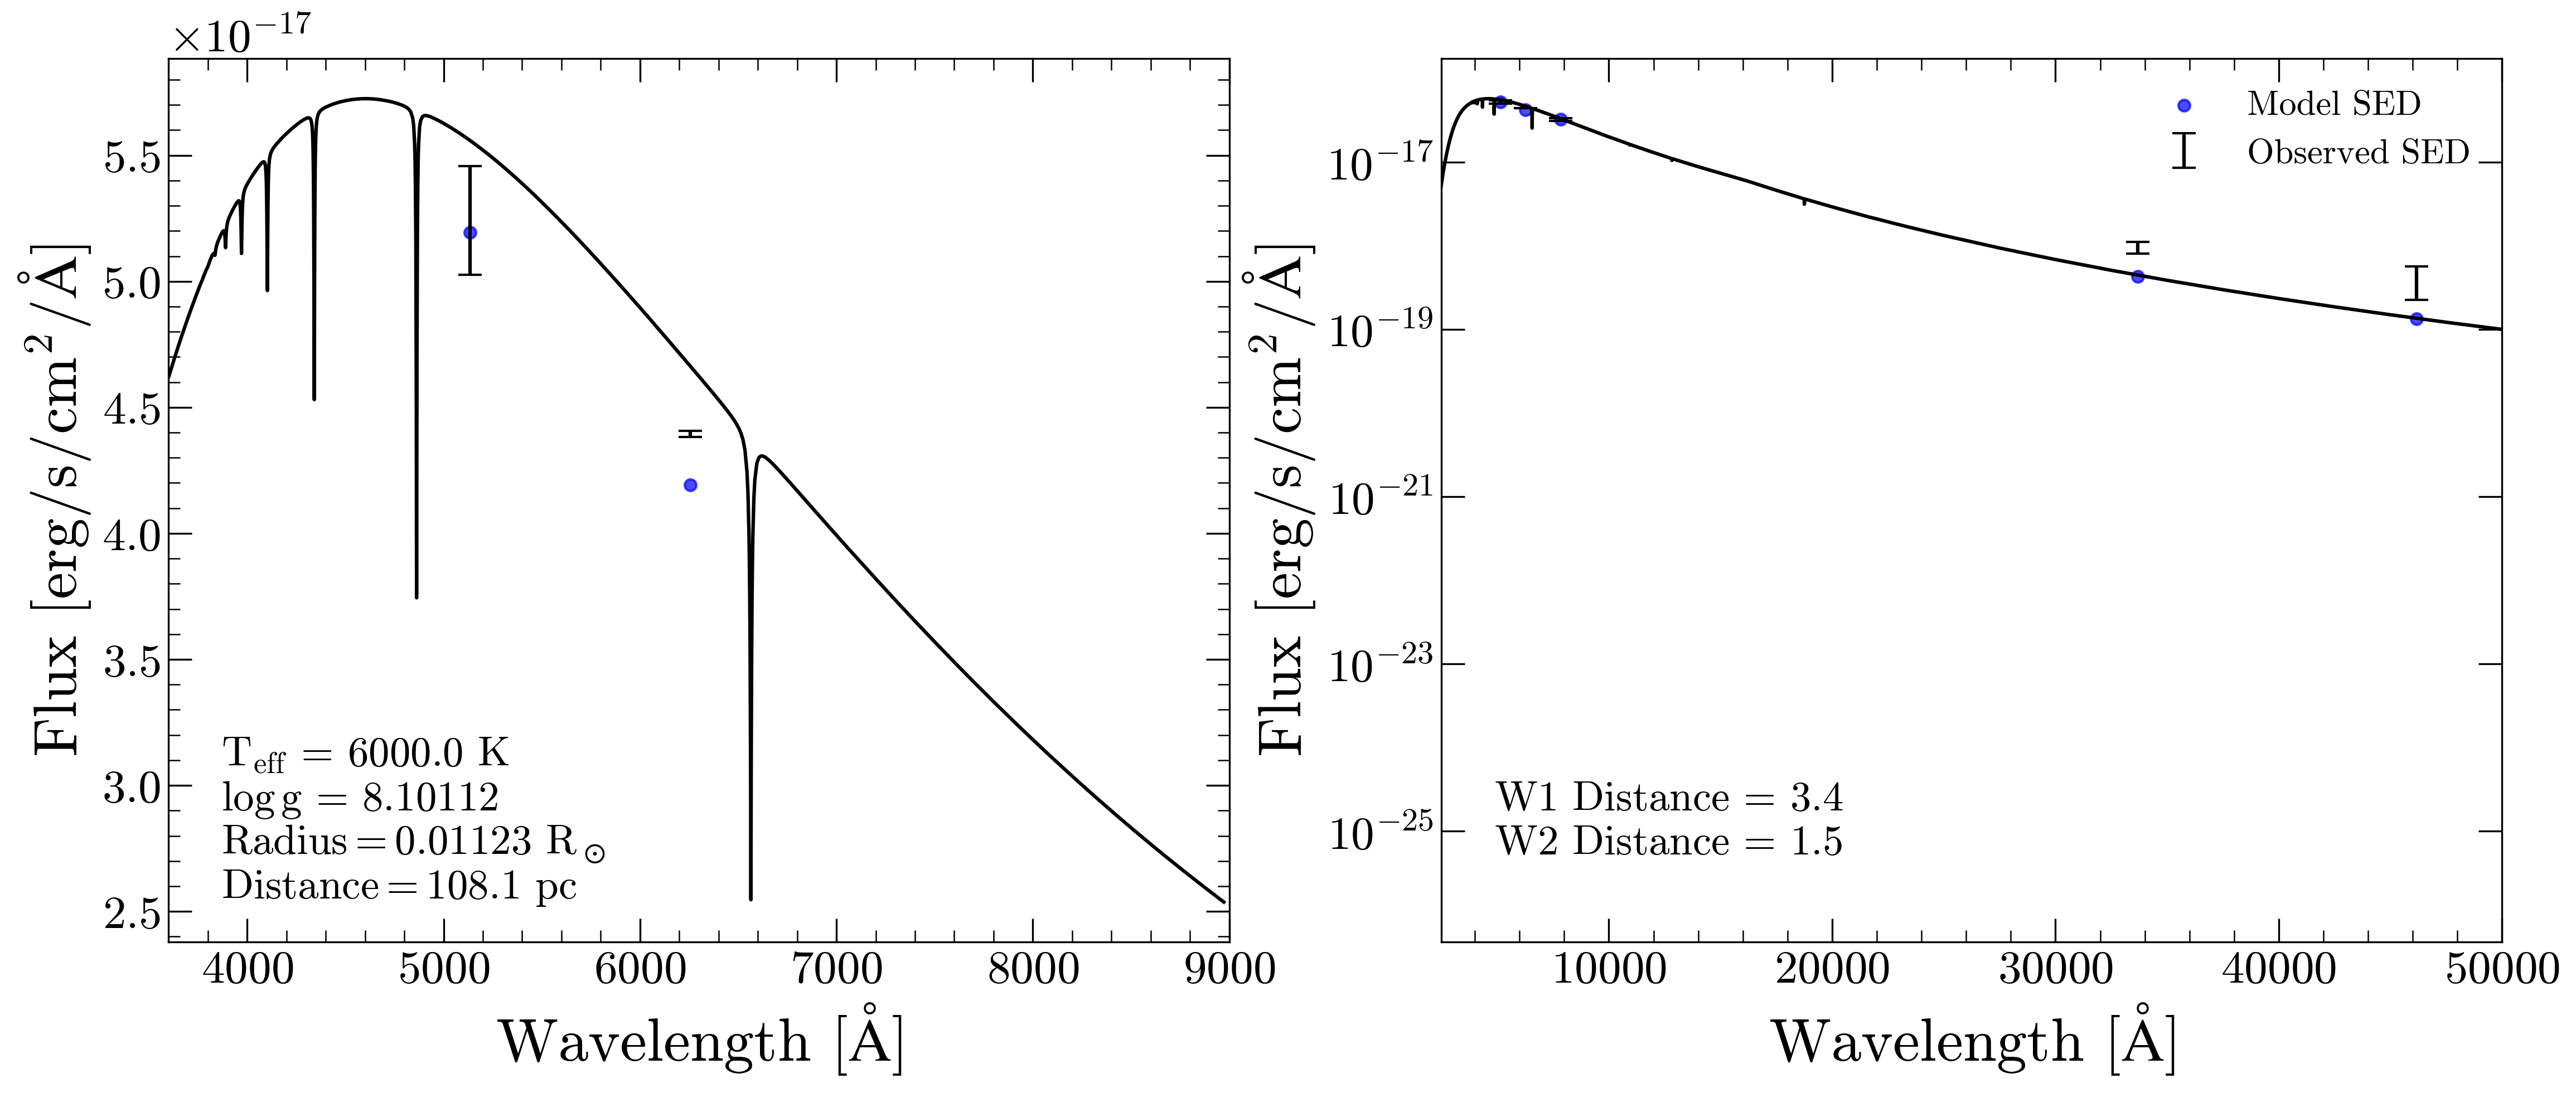 ×10⁻¹⁷
5.5
5.0
4.5
4.0
3.5
3.0
2.5
Flux [erg/s/cm²/Å]
T_eff = 6000.0 K
log g = 8.10112
Radius = 0.01123 R_⊙
Distance = 108.1 pc
4000 5000 6000 7000 8000 9000
Wavelength [Å]
10⁻¹⁷
10⁻¹⁹
10⁻²¹
10⁻²³
10⁻²⁵
Flux [erg/s/cm²/Å]
Model SED
Observed SED
W1 Distance = 3.4
W2 Distance = 1.5
10000 20000 30000 40000 50000
Wavelength [Å]